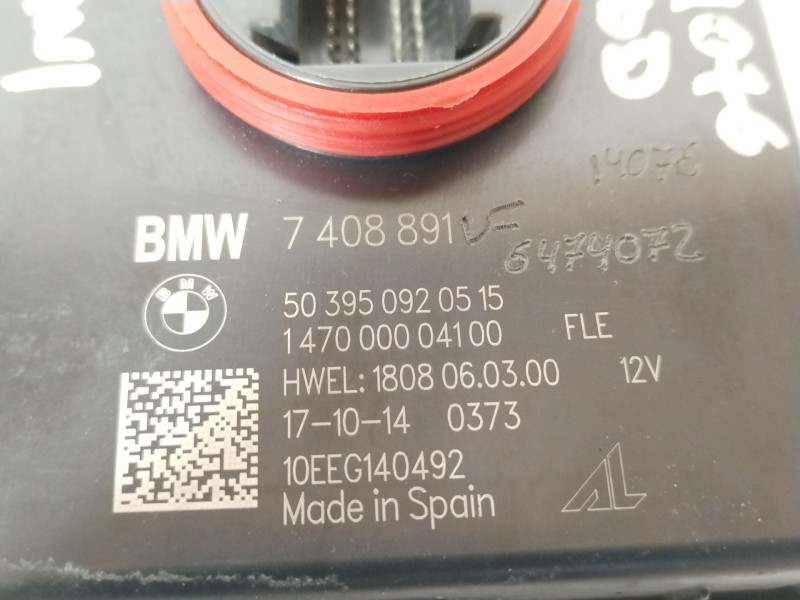 14078
BMW 7 408 891 VF
6474072
BMW
50 395 092 05 15
1 470 000 041 00 FLE
HWEL: 1808 06.03.00 12V
17-10-14 0373
10EEG140492
Made in Spain
AL